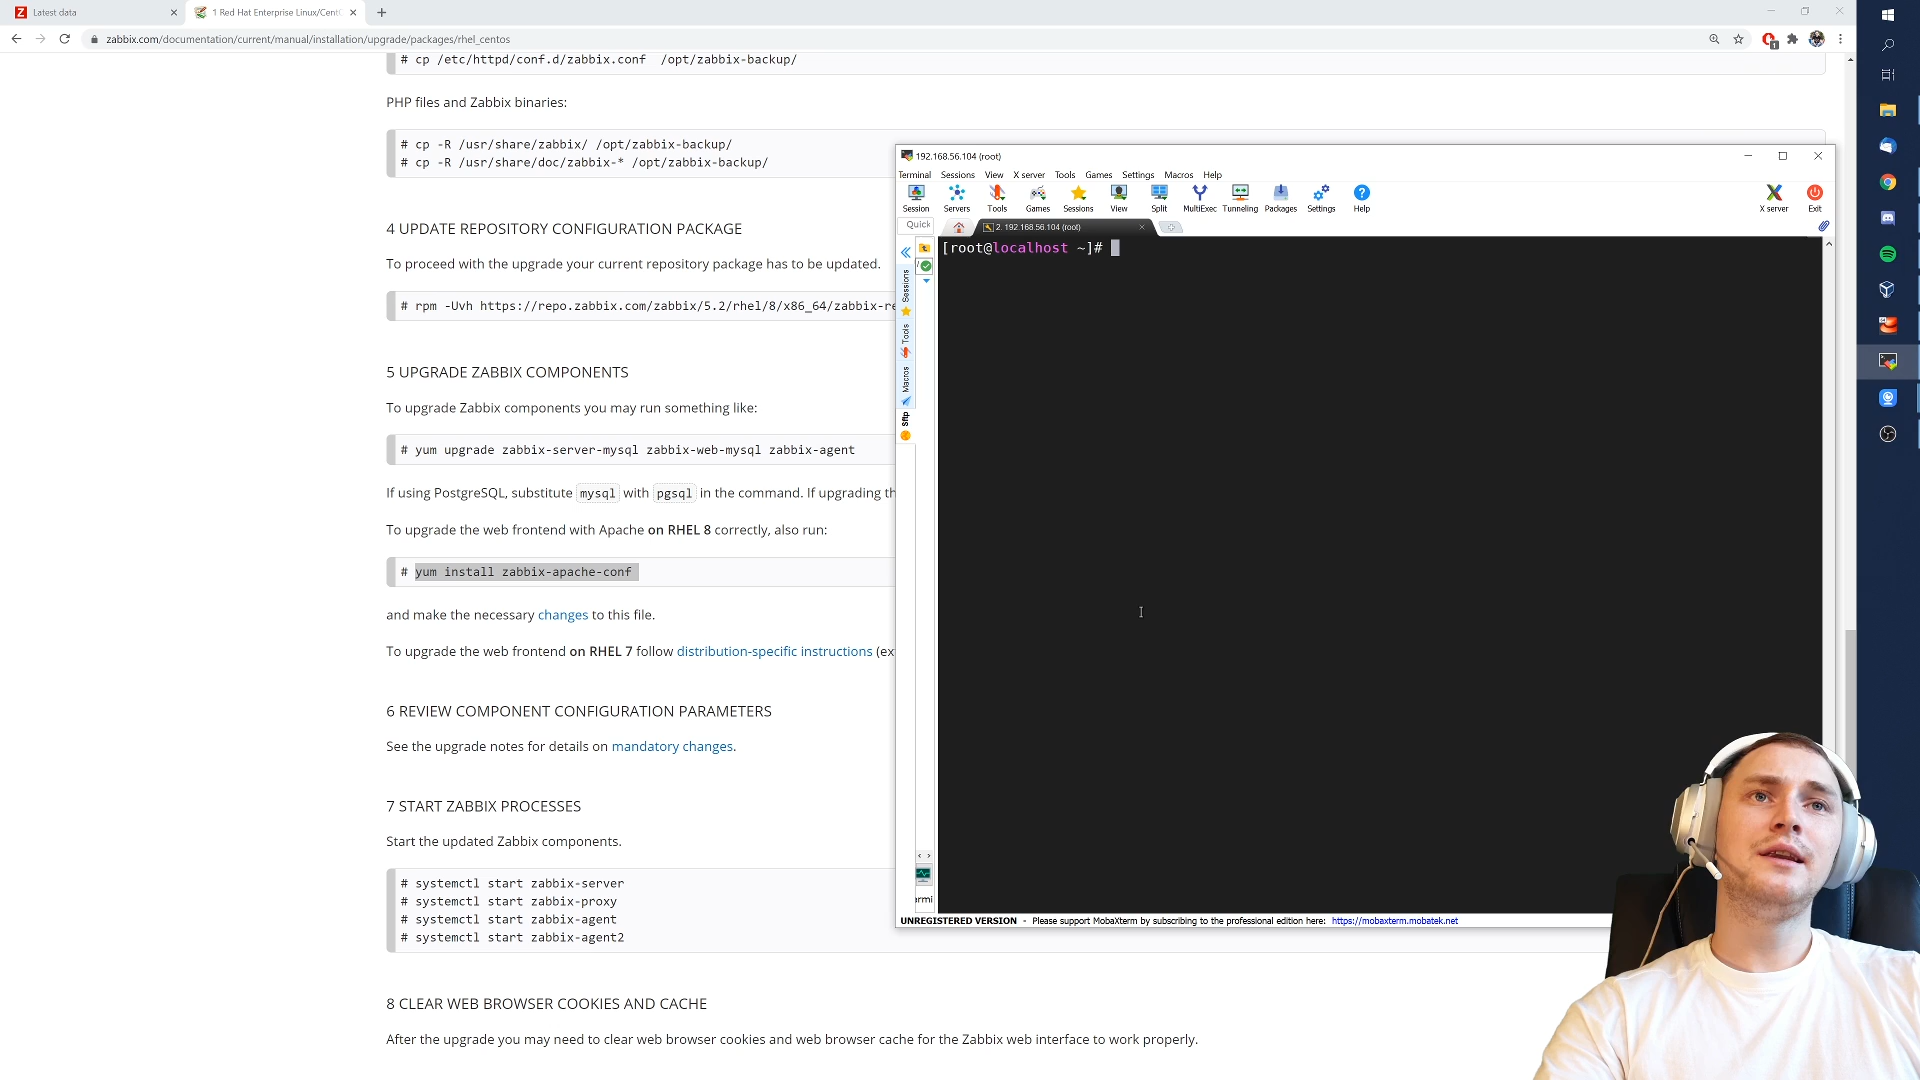 Latest data
1 Red Hat Enterprise Linux/CentO
zabbix.com/documentation/current/manual/installation/upgrade/packages/rhel_centos
# cp /etc/httpd/conf.d/zabbix.conf  /opt/zabbix-backup/
PHP files and Zabbix binaries:
# cp -R /usr/share/zabbix/ /opt/zabbix-backup/
# cp -R /usr/share/doc/zabbix-* /opt/zabbix-backup/
4 UPDATE REPOSITORY CONFIGURATION PACKAGE
To proceed with the upgrade your current repository package has to be updated.
# rpm -Uvh https://repo.zabbix.com/zabbix/5.2/rhel/8/x86_64/zabbix-re
5 UPGRADE ZABBIX COMPONENTS
To upgrade Zabbix components you may run something like:
# yum upgrade zabbix-server-mysql zabbix-web-mysql zabbix-agent
If using PostgreSQL, substitute mysql with pgsql in the command. If upgrading th
To upgrade the web frontend with Apache on RHEL 8 correctly, also run:
# yum install zabbix-apache-conf
and make the necessary changes to this file.
To upgrade the web frontend on RHEL 7 follow distribution-specific instructions (ex
6 REVIEW COMPONENT CONFIGURATION PARAMETERS
See the upgrade notes for details on mandatory changes.
7 START ZABBIX PROCESSES
Start the updated Zabbix components.
# systemctl start zabbix-server
# systemctl start zabbix-proxy
# systemctl start zabbix-agent
# systemctl start zabbix-agent2
8 CLEAR WEB BROWSER COOKIES AND CACHE
After the upgrade you may need to clear web browser cookies and web browser cache for the Zabbix web interface to work properly.
192.168.56.104 (root)
Terminal Sessions View X server Tools Games Settings Macros Help
Session Servers Tools Games Sessions View Split MultiExec Tunneling Packages Settings Help X server Exit
Quick
2. 192.168.56.104 (root)
[root@localhost ~]#
Sessions
Tools
Macros
Sftp
ermi
UNREGISTERED VERSION - Please support MobaXterm by subscribing to the professional edition here: https://mobaxterm.mobatek.net